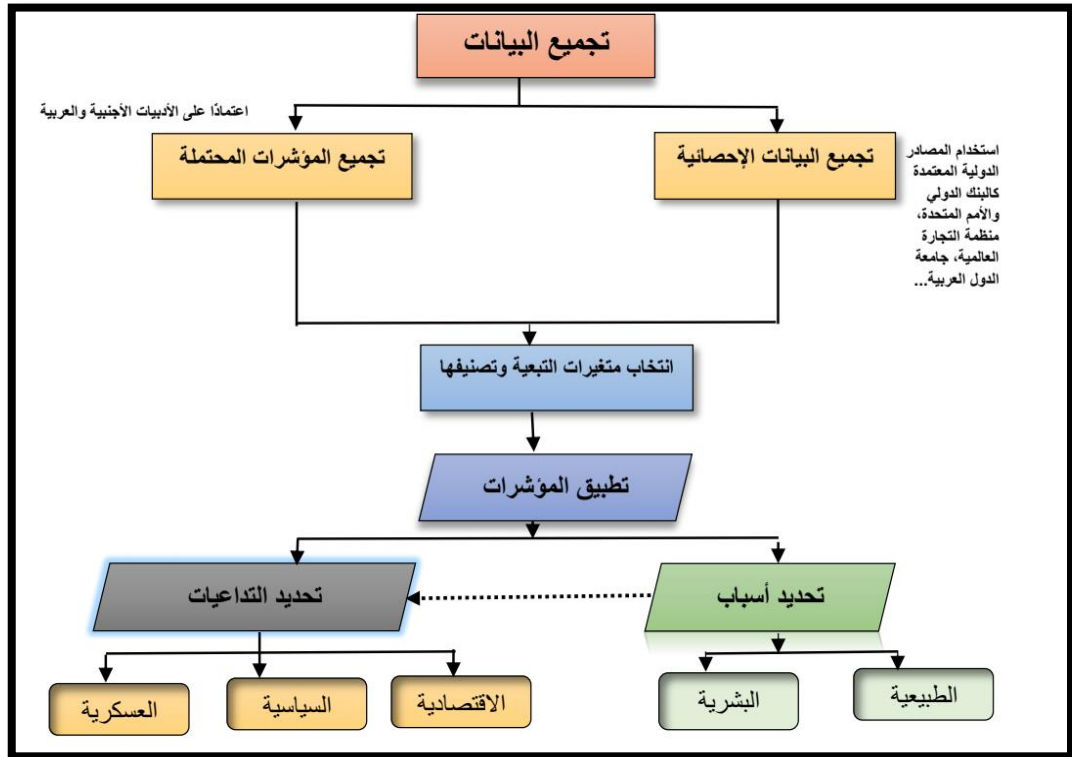 تجميع البيانات
تجميع البيانات الإحصائية
استخدام المصادر
الدولية المعتمدة
كالبنك الدولي
والأمم المتحدة،
منظمة التجارة
العالمية، جامعة
الدول العربية...
اعتمادًا على الأدبيات الأجنبية والعربية
تجميع المؤشرات المحتملة
انتخاب متغيرات التبعية وتصنيفها
تطبيق المؤشرات
تحديد أسباب
تحديد التداعيات
الطبيعية
البشرية
الاقتصادية
السياسية
العسكرية